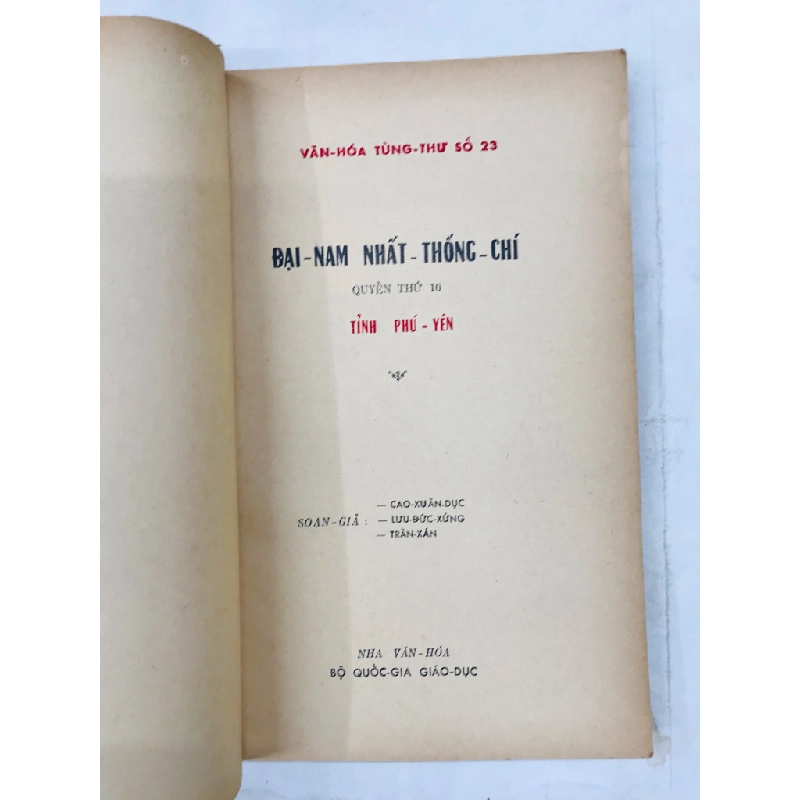 VĂN-HÓA TÙNG-THƯ SỐ 23
ĐẠI-NAM NHẤT-THỐNG-CHÍ
QUYỂN THỨ 10
TỈNH PHÚ-YÊN
SOẠN-GIẢ :
— CAO-XUÂN-DỤC
— LƯU-ĐỨC-XỨNG
— TRẦN-XÁN
NHA VĂN-HÓA
BỘ QUỐC-GIA GIÁO-DỤC